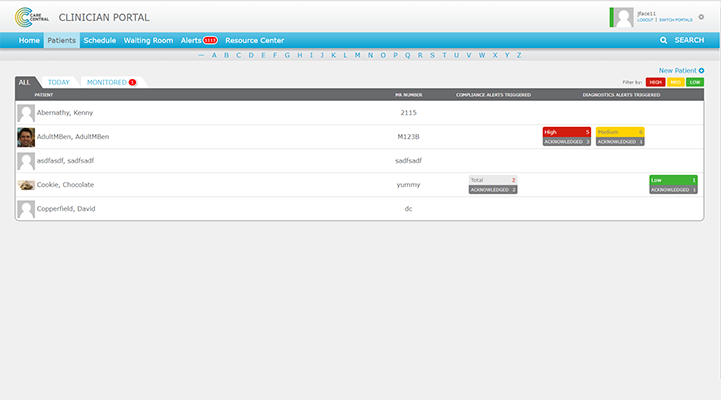 CARE
CENTRAL
CLINICIAN PORTAL
jface11
LOGOUT | SWITCH PORTALS
Home Patients Schedule Waiting Room Alerts Resource Center SEARCH
— A B C D E F G H I J K L M N O P Q R S T U V W X Y Z
New Patient
ALL TODAY MONITORED 1 Filter by: HIGH MED LOW
PATIENT MR NUMBER COMPLIANCE ALERTS TRIGGERED DIAGNOSTICS ALERTS TRIGGERED
Abernathy, Kenny 2115
AdultMBen, AdultMBen M123B High 5 Medium 6
ACKNOWLEDGED 3 ACKNOWLEDGED 1
asdfasdf, sadfsadf sadfsadf
Cookie, Chocolate yummy Total 2 Low 1
ACKNOWLEDGED 2 ACKNOWLEDGED 1
Copperfield, David dc